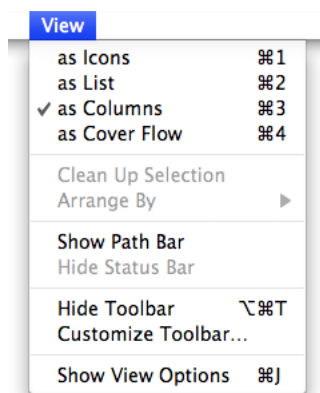 View
as Icons ⌘1
as List ⌘2
✓ as Columns ⌘3
as Cover Flow ⌘4
Clean Up Selection
Arrange By ▶
Show Path Bar
Hide Status Bar
Hide Toolbar ⌥⌘T
Customize Toolbar...
Show View Options ⌘J